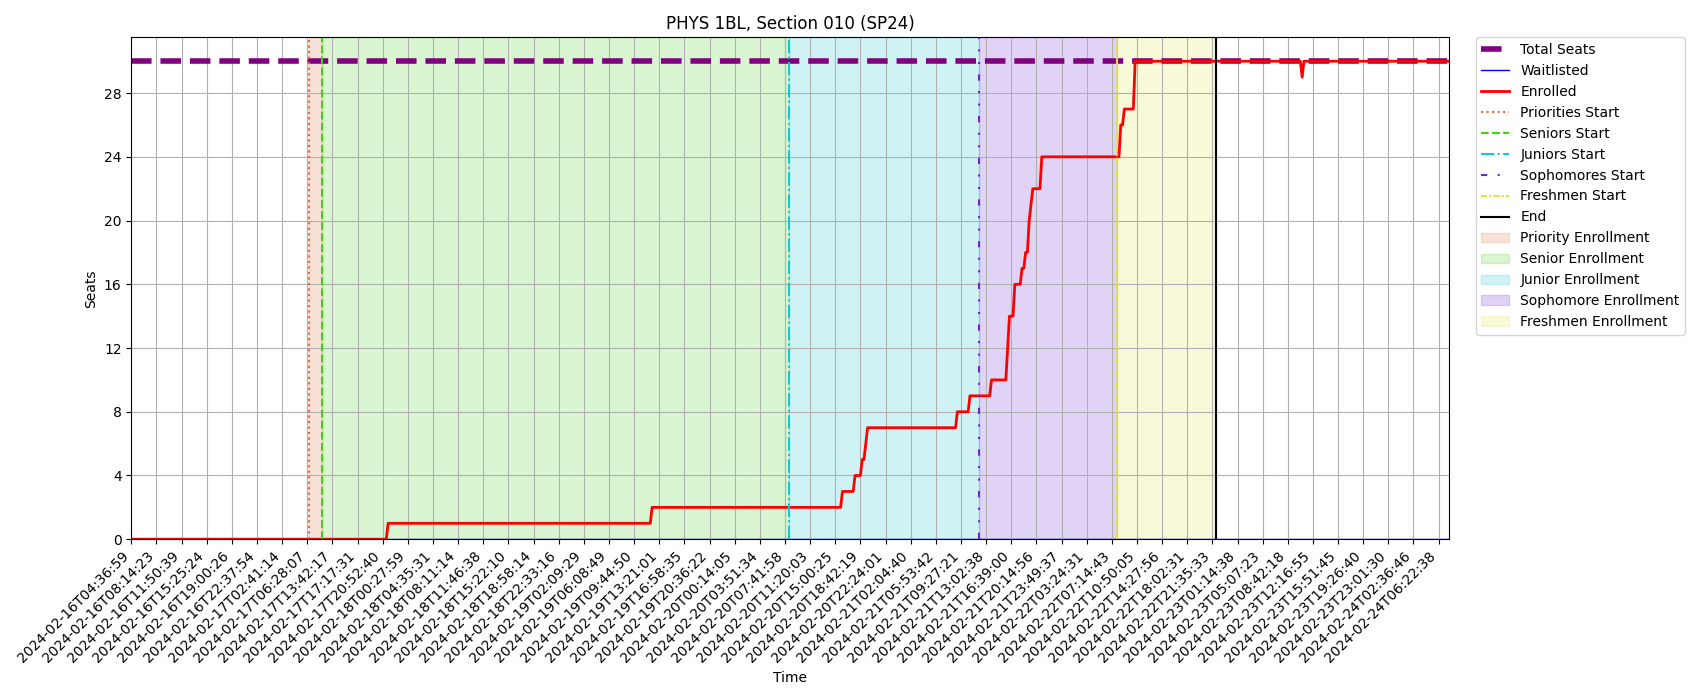 PHYS 1BL, Section 010 (SP24)
Total Seats
Waitlisted
Enrolled
Priorities Start
Seniors Start
Juniors Start
Sophomores Start
Freshmen Start
End
Priority Enrollment
Senior Enrollment
Junior Enrollment
Sophomore Enrollment
Freshmen Enrollment
Seats
28
24
20
16
12
8
4
0
2024-02-16T04:36:59
2024-02-16T08:14:23
2024-02-16T11:50:39
2024-02-16T15:25:24
2024-02-16T19:00:26
2024-02-16T22:37:54
2024-02-17T02:41:14
2024-02-17T06:28:07
2024-02-17T13:42:17
2024-02-17T17:17:31
2024-02-17T20:52:40
2024-02-18T00:27:59
2024-02-18T04:35:31
2024-02-18T08:11:14
2024-02-18T11:46:38
2024-02-18T15:22:10
2024-02-18T18:58:14
2024-02-18T22:33:16
2024-02-19T02:09:29
2024-02-19T06:08:49
2024-02-19T09:44:50
2024-02-19T13:21:01
2024-02-19T16:58:35
2024-02-19T20:36:22
2024-02-20T00:14:05
2024-02-20T03:51:34
2024-02-20T07:41:58
2024-02-20T11:20:03
2024-02-20T15:00:25
2024-02-20T18:42:19
2024-02-20T22:24:01
2024-02-21T02:04:40
2024-02-21T05:53:42
2024-02-21T09:27:21
2024-02-21T13:02:38
2024-02-21T16:39:00
2024-02-21T20:14:56
2024-02-21T23:49:37
2024-02-22T03:24:31
2024-02-22T07:14:43
2024-02-22T10:50:05
2024-02-22T14:27:56
2024-02-22T18:02:31
2024-02-22T21:35:33
2024-02-23T01:14:38
2024-02-23T05:07:23
2024-02-23T08:42:18
2024-02-23T12:16:55
2024-02-23T15:51:45
2024-02-23T19:26:40
2024-02-23T23:01:30
2024-02-24T02:36:46
2024-02-24T06:22:38
Time